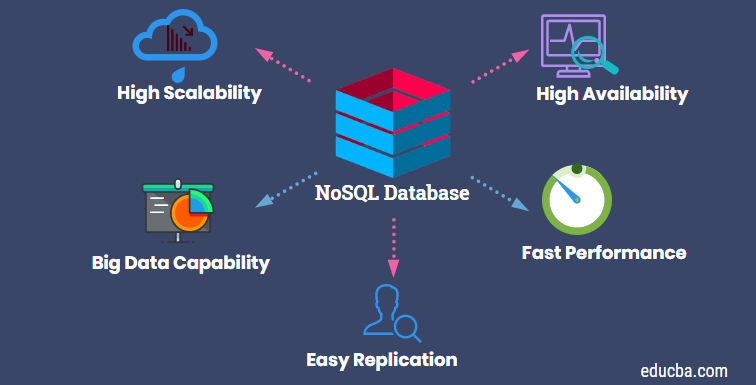 High Scalability
High Availability
NoSQL Database
Big Data Capability
Fast Performance
Easy Replication
educba.com